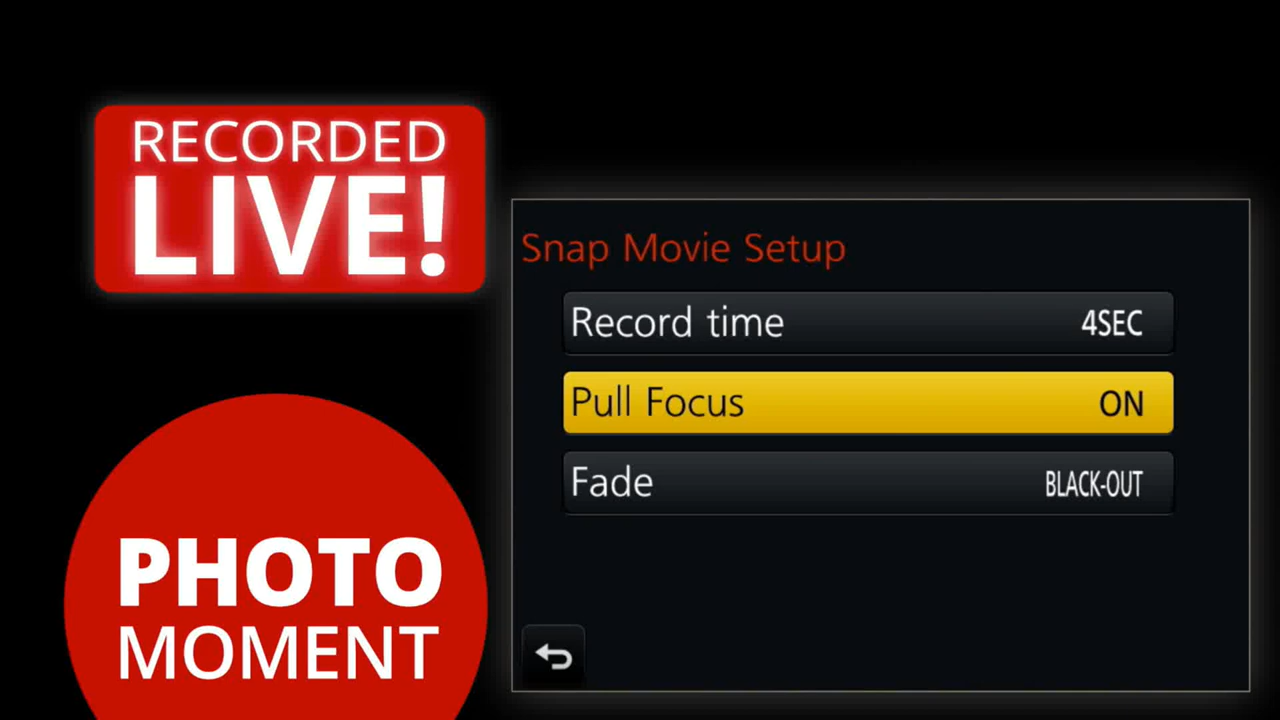 RECORDED
LIVE!
PHOTO
MOMENT
Snap Movie Setup
Record time 4SEC
Pull Focus ON
Fade BLACK-OUT